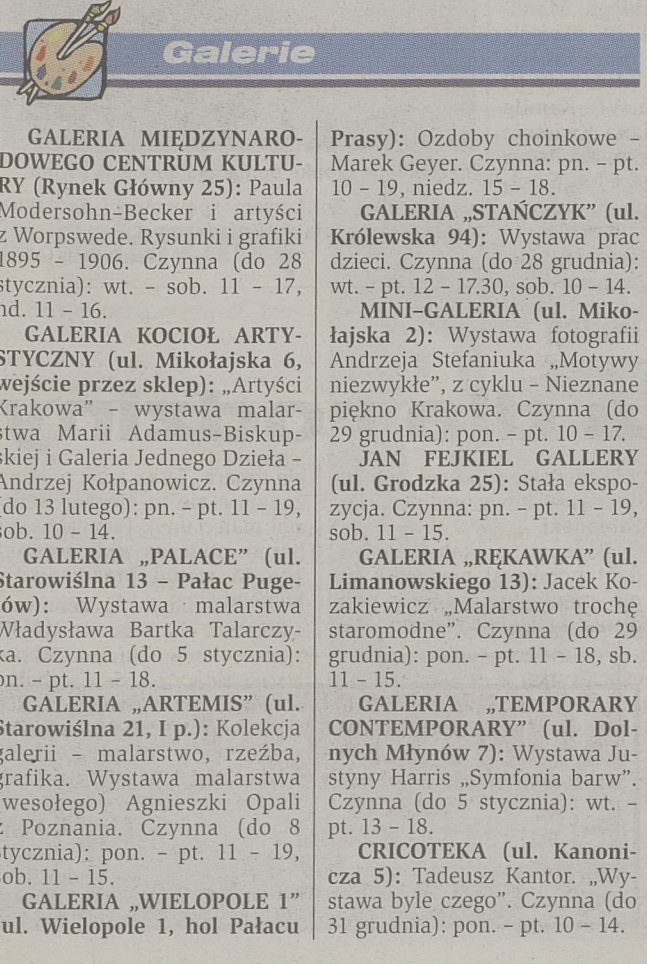 Galerie
GALERIA MIĘDZYNARO-
DOWEGO CENTRUM KULTU-
RY (Rynek Główny 25): Paula
Modersohn-Becker i artyści
z Worpswede. Rysunki i grafiki
1895 – 1906. Czynna (do 28
stycznia): wt. – sob. 11 – 17,
nd. 11 – 16.
GALERIA KOCIOŁ ARTY-
STYCZNY (ul. Mikołajska 6,
wejście przez sklep): „Artyści
Krakowa” – wystawa malar-
stwa Marii Adamus-Biskup-
skiej i Galeria Jednego Dzieła –
Andrzej Kołpanowicz. Czynna
(do 13 lutego): pn. – pt. 11 – 19,
sob. 10 – 14.
GALERIA „PALACE” (ul.
Starowiślna 13 – Pałac Puge-
tów): Wystawa malarstwa
Władysława Bartka Talarczy-
ka. Czynna (do 5 stycznia):
pn. – pt. 11 – 18.
GALERIA „ARTEMIS” (ul.
Starowiślna 21, I p.): Kolekcja
galerii – malarstwo, rzeźba,
grafika. Wystawa malarstwa
(wesołego) Agnieszki Opali
z Poznania. Czynna (do 8
stycznia): pon. – pt. 11 – 19,
sob. 11 – 15.
GALERIA „WIELOPOLE 1”
(ul. Wielopole 1, hol Pałacu
Prasy): Ozdoby choinkowe –
Marek Geyer. Czynna: pn. – pt.
10 – 19, niedz. 15 – 18.
GALERIA „STAŃCZYK” (ul.
Królewska 94): Wystawa prac
dzieci. Czynna (do 28 grudnia):
wt. – pt. 12 – 17.30, sob. 10 – 14.
MINI-GALERIA (ul. Miko-
łajska 2): Wystawa fotografii
Andrzeja Stefaniuka „Motywy
niezwykłe”, z cyklu – Nieznane
piękno Krakowa. Czynna (do
29 grudnia): pon. – pt. 10 – 17.
JAN FEJKIEL GALLERY
(ul. Grodzka 25): Stała ekspo-
zycja. Czynna: pn. – pt. 11 – 19,
sob. 11 – 15.
GALERIA „RĘKAWKA” (ul.
Limanowskiego 13): Jacek Ko-
zakiewicz „Malarstwo trochę
staromodne”. Czynna (do 29
grudnia): pon. – pt. 11 – 18, sb.
11 – 15.
GALERIA „TEMPORARY
CONTEMPORARY” (ul. Dol-
nych Młynów 7): Wystawa Ju-
styny Harris „Symfonia barw”.
Czynna (do 5 stycznia): wt. –
pt. 13 – 18.
CRICOTEKA (ul. Kanoni-
cza 5): Tadeusz Kantor. „Wy-
stawa byle czego”. Czynna (do
31 grudnia): pon. – pt. 10 – 14.